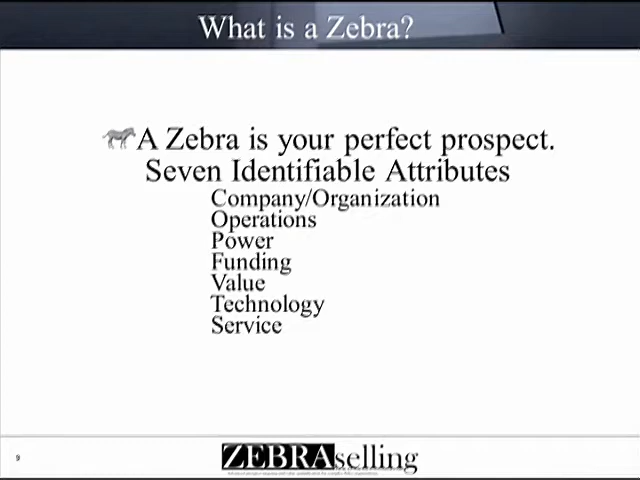 What is a Zebra?
A Zebra is your perfect prospect.
Seven Identifiable Attributes
Company/Organization
Operations
Power
Funding
Value
Technology
Service
9
ZEBRAselling